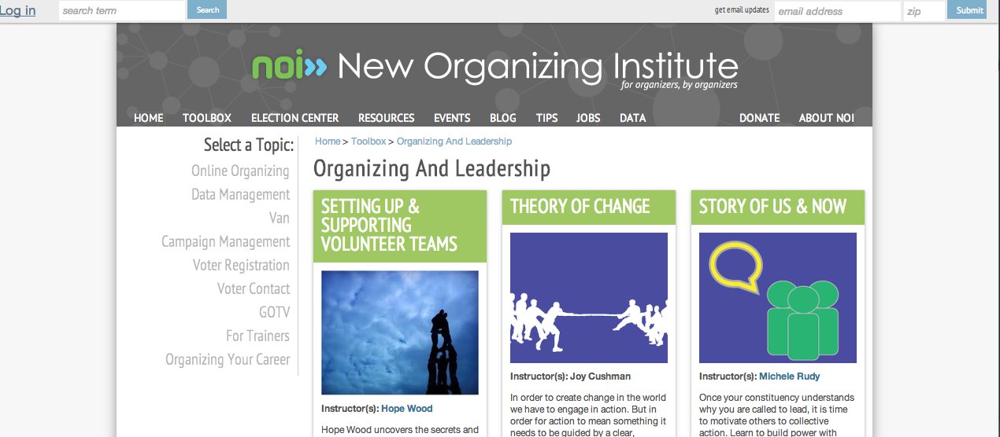 Log in
search term
Search
get email updates
email address
zip
Submit
noi
New Organizing Institute
for organizers, by organizers
HOME TOOLBOX ELECTION CENTER RESOURCES EVENTS BLOG TIPS JOBS DATA DONATE ABOUT NOI
Select a Topic:
Online Organizing
Data Management
Van
Campaign Management
Voter Registration
Voter Contact
GOTV
For Trainers
Organizing Your Career
Home > Toolbox > Organizing And Leadership
Organizing And Leadership
SETTING UP &
SUPPORTING
VOLUNTEER TEAMS
Instructor(s): Hope Wood
Hope Wood uncovers the secrets and
THEORY OF CHANGE
Instructor(s): Joy Cushman
In order to create change in the world
we have to engage in action. But in
order for action to mean something it
needs to be guided by a clear,
STORY OF US & NOW
Instructor(s): Michele Rudy
Once your constituency understands
why you are called to lead, it is time
to motivate others to collective
action. Learn to build power with